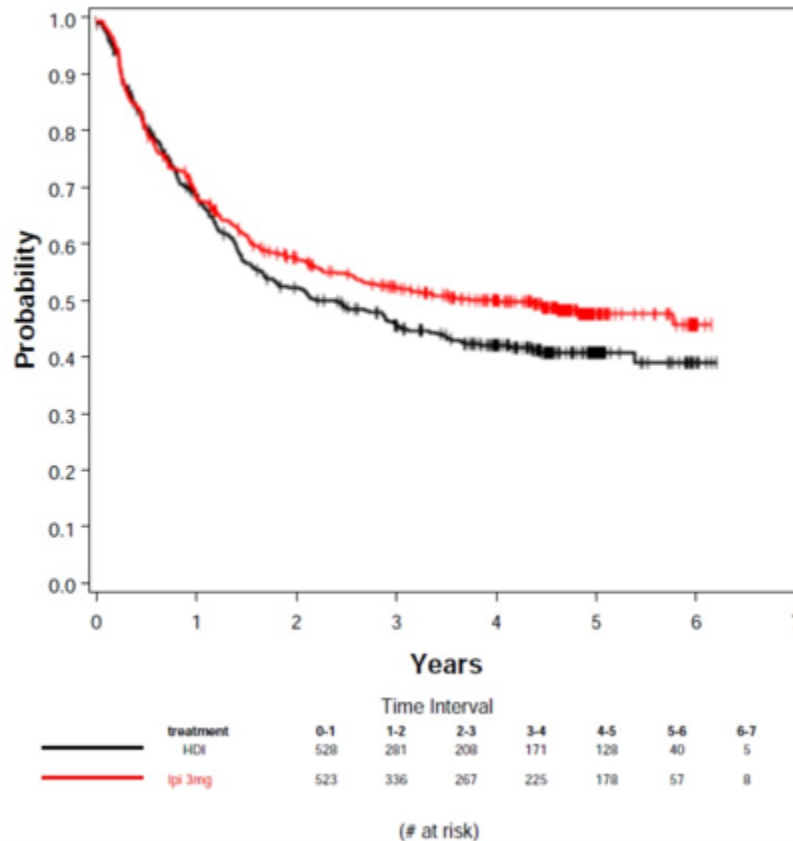 1.0
0.9
0.8
0.7
0.6
0.5
0.4
0.3
0.2
0.1
0.0
Probability
0 1 2 3 4 5 6 7
Years
Time Interval
treatment 0-1 1-2 2-3 3-4 4-5 5-6 6-7
HDI 528 281 208 171 128 40 5
Ipi 3mg 523 336 267 225 178 57 8
(# at risk)